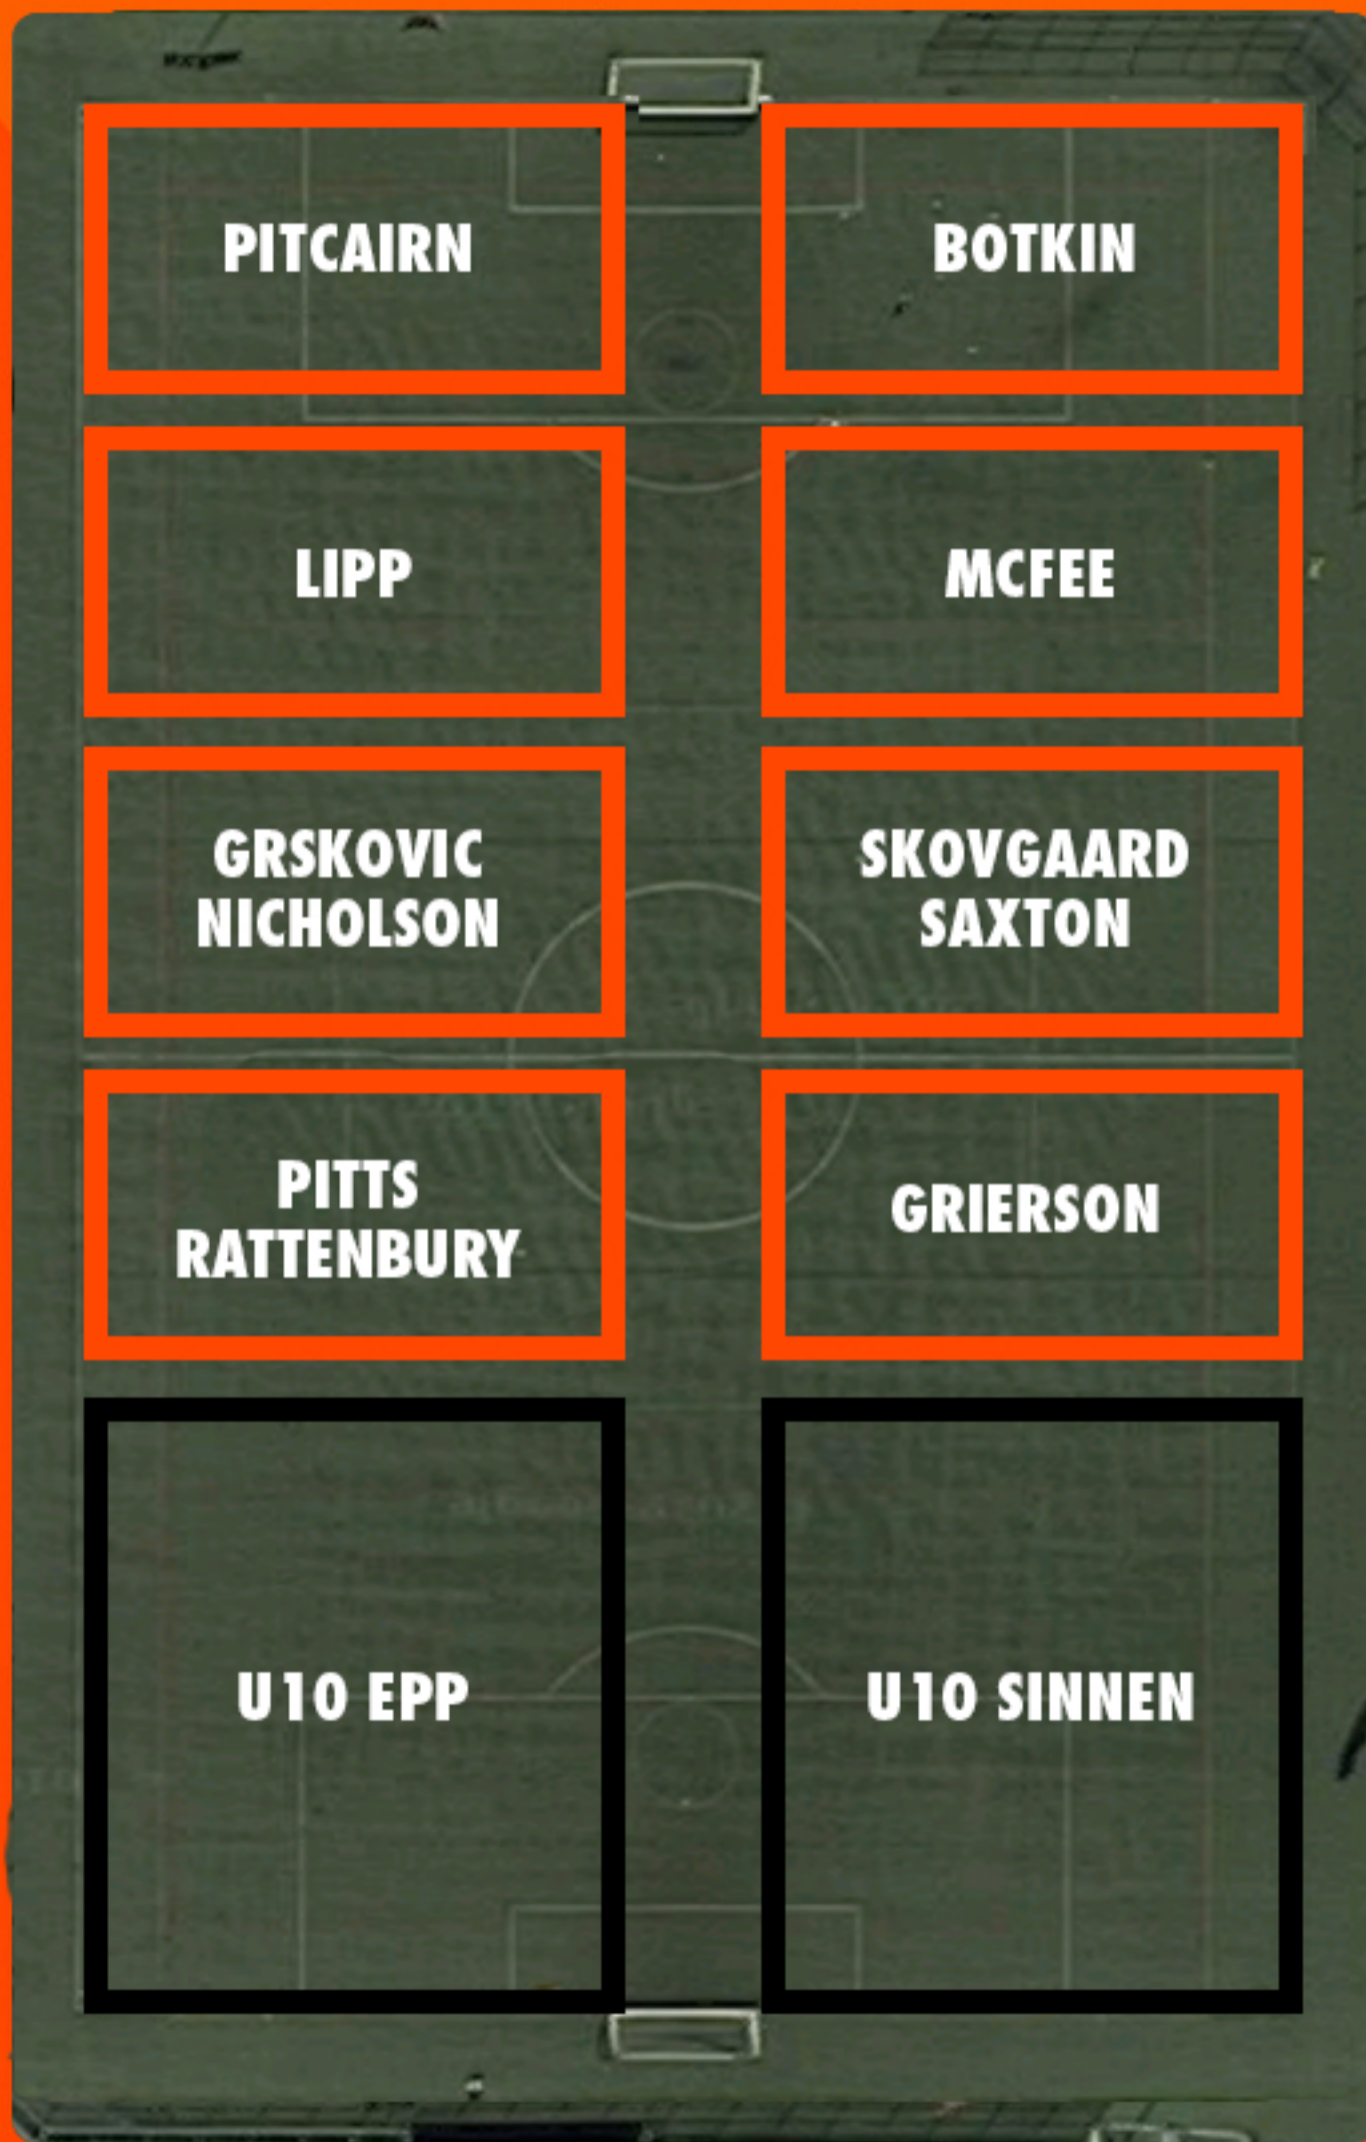 PITCAIRN
BOTKIN
LIPP
MCFEE
GRSKOVIC
NICHOLSON
SKOVGAARD
SAXTON
PITTS
RATTENBURY
GRIERSON
U10 EPP
U10 SINNEN